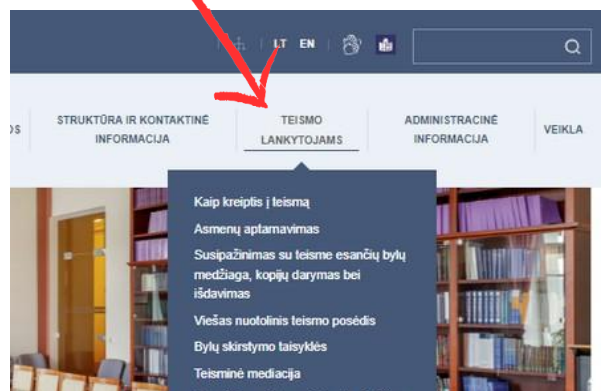 LT EN
OS
STRUKTŪRA IR KONTAKTINĖ
INFORMACIJA
TEISMO
LANKYTOJAMS
ADMINISTRACINĖ
INFORMACIJA
VEIKLA
Kaip kreiptis į teismą
Asmenų aptarnavimas
Susipažinimas su teisme esančių bylų
medžiaga, kopijų darymas bei
išdavimas
Viešas nuotolinis teismo posėdis
Bylų skirstymo taisyklės
Teisminė mediacija